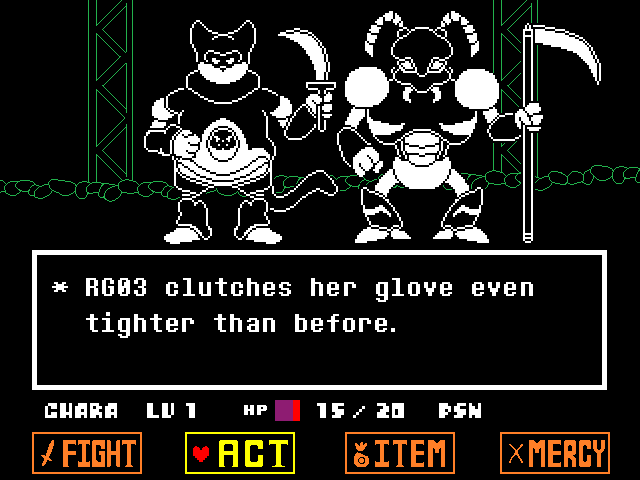 * RG03 clutches her glove even
tighter than before.
CHARA LV 1 HP 15 / 20 PSN
FIGHT ACT ITEM MERCY